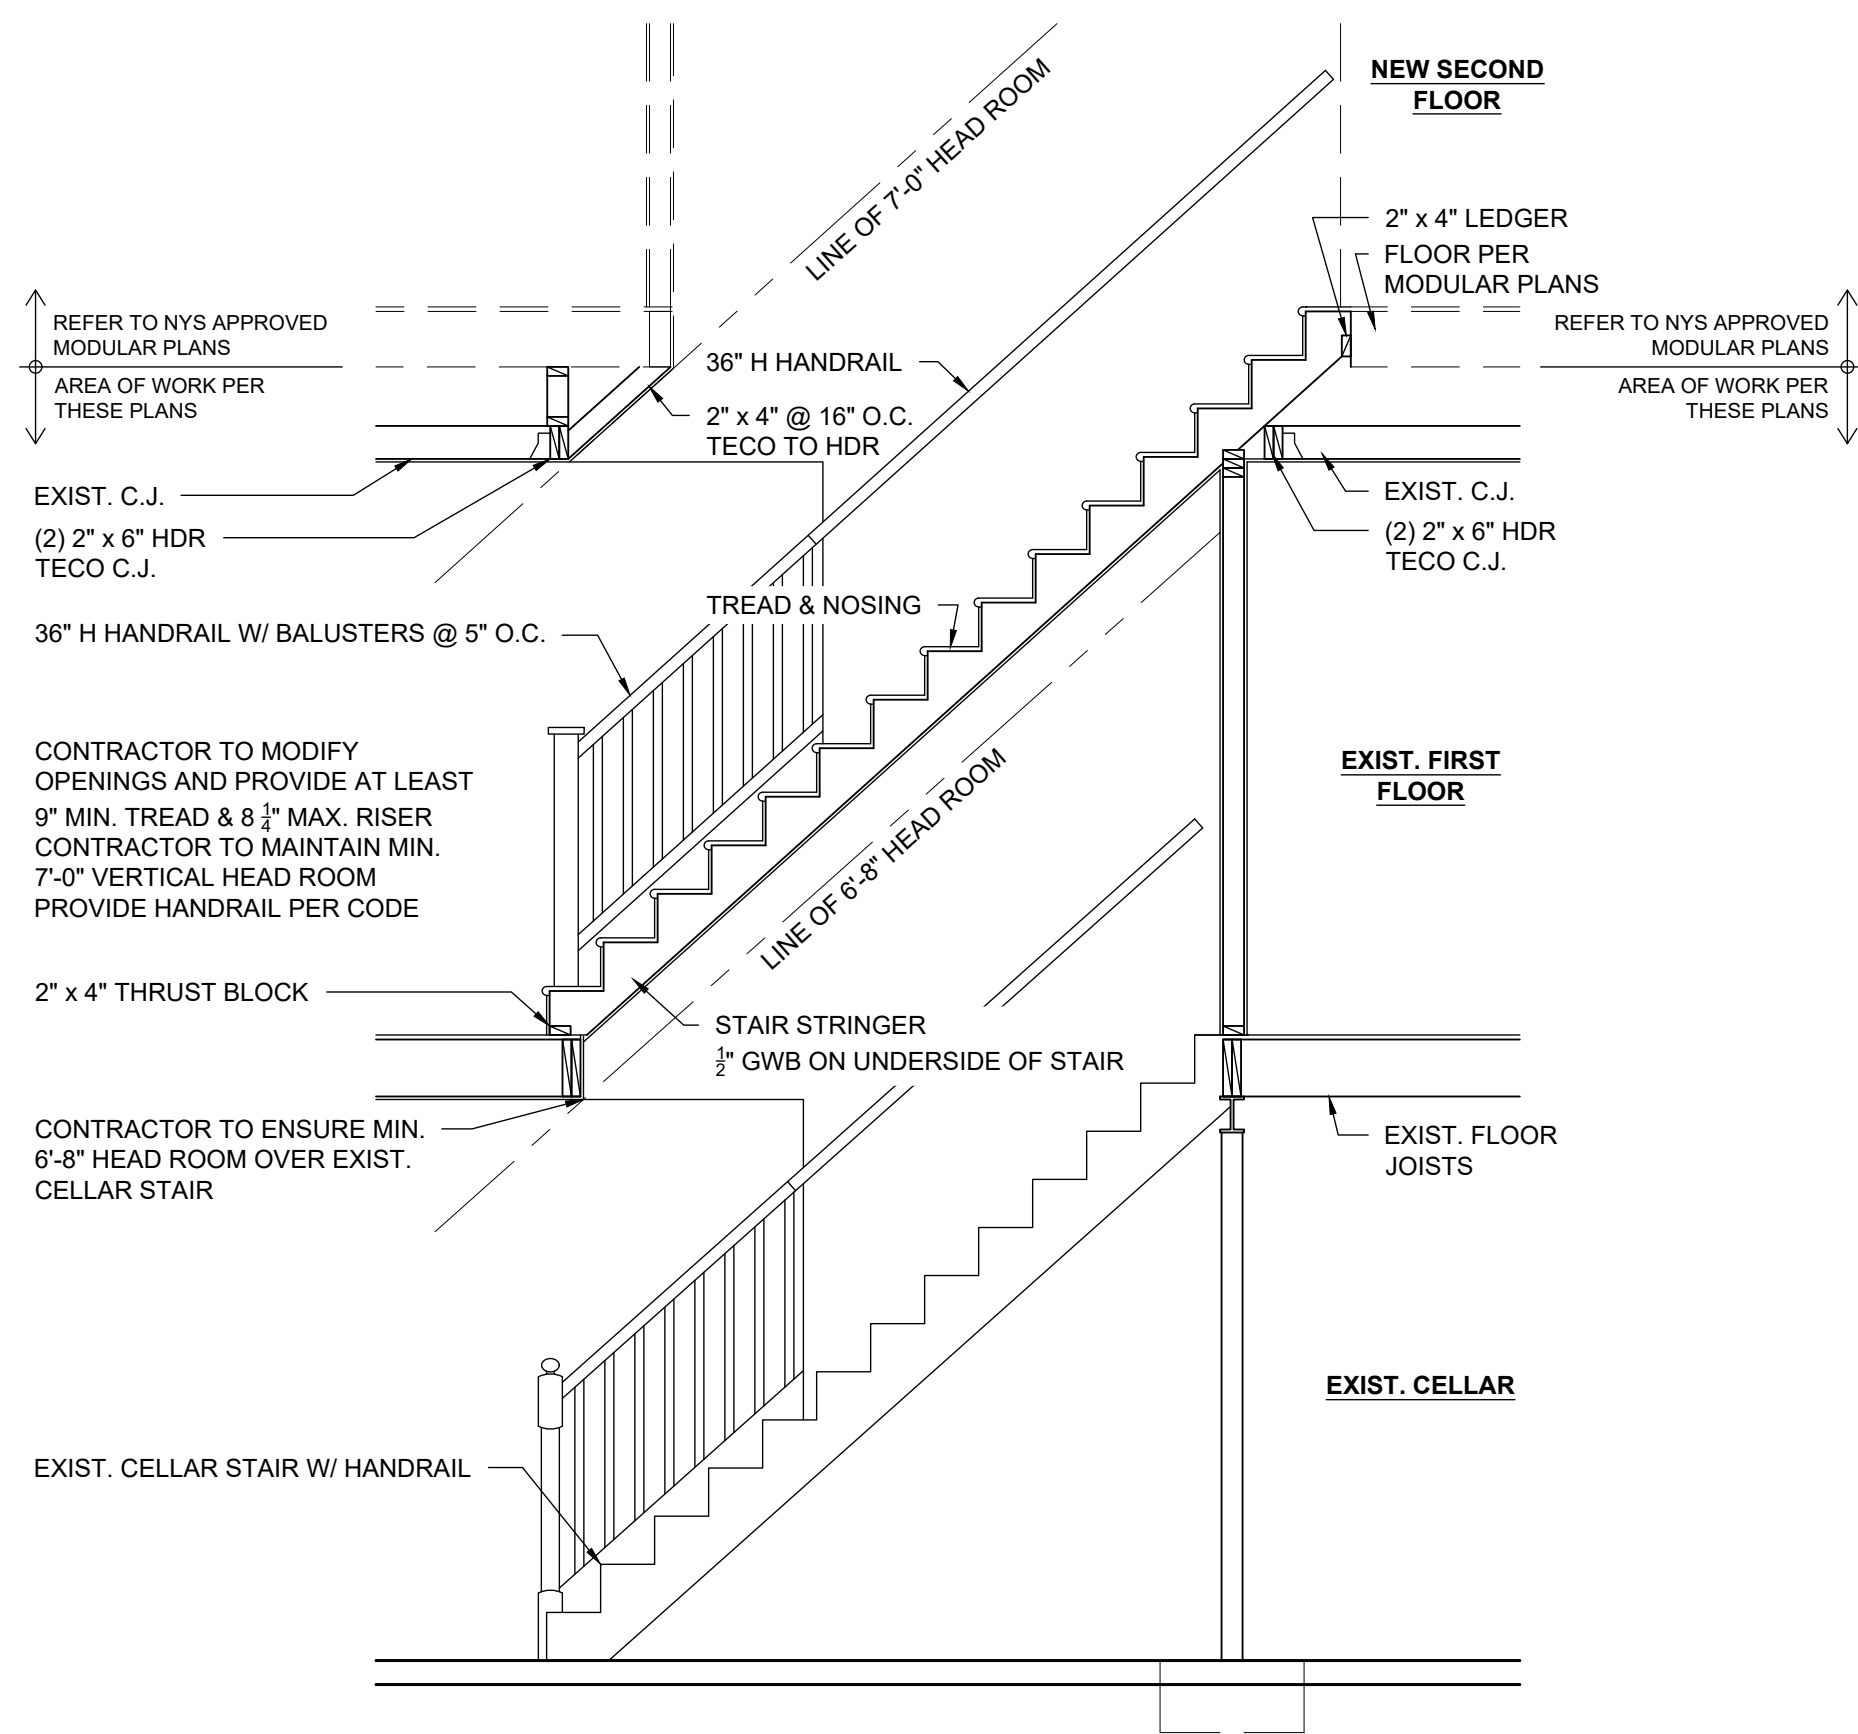 NEW SECOND
FLOOR
LINE OF 7'-0" HEAD ROOM
2" x 4" LEDGER
FLOOR PER
MODULAR PLANS
REFER TO NYS APPROVED
MODULAR PLANS
AREA OF WORK PER
THESE PLANS
REFER TO NYS APPROVED
MODULAR PLANS
AREA OF WORK PER
THESE PLANS
36" H HANDRAIL
2" x 4" @ 16" O.C.
TECO TO HDR
EXIST. C.J.
(2) 2" x 6" HDR
TECO C.J.
EXIST. C.J.
(2) 2" x 6" HDR
TECO C.J.
TREAD & NOSING
36" H HANDRAIL W/ BALUSTERS @ 5" O.C.
CONTRACTOR TO MODIFY
OPENINGS AND PROVIDE AT LEAST
9" MIN. TREAD & 8 1/4" MAX. RISER
CONTRACTOR TO MAINTAIN MIN.
7'-0" VERTICAL HEAD ROOM
PROVIDE HANDRAIL PER CODE
EXIST. FIRST
FLOOR
LINE OF 6'-8" HEAD ROOM
2" x 4" THRUST BLOCK
STAIR STRINGER
1/2" GWB ON UNDERSIDE OF STAIR
CONTRACTOR TO ENSURE MIN.
6'-8" HEAD ROOM OVER EXIST.
CELLAR STAIR
EXIST. FLOOR
JOISTS
EXIST. CELLAR
EXIST. CELLAR STAIR W/ HANDRAIL